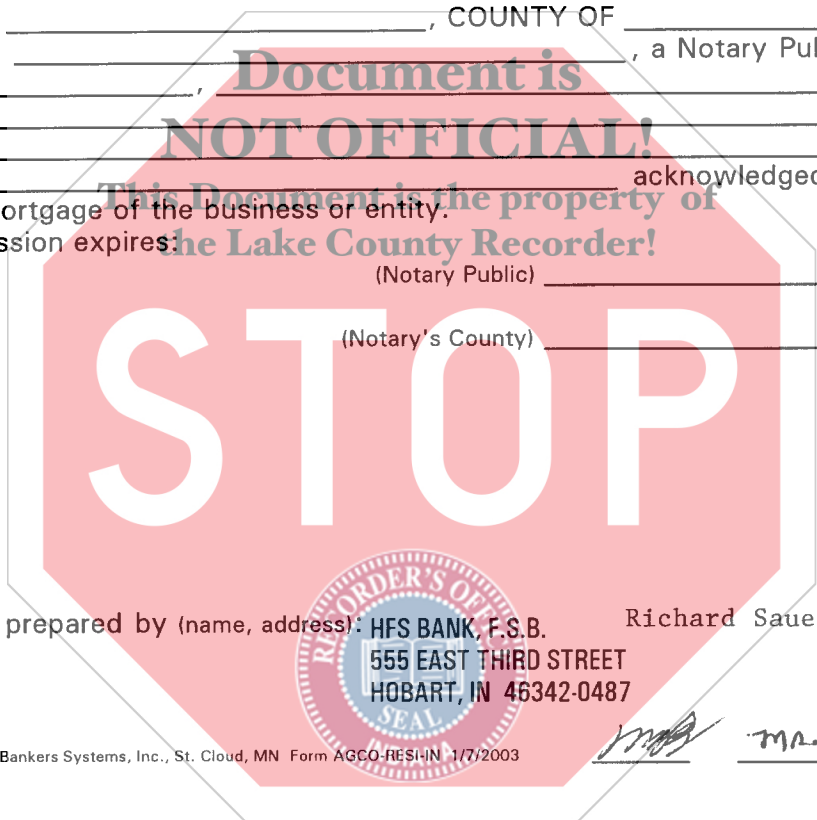 , COUNTY OF
, a Notary Pul
Document is
,
NOT OFFICIAL!
acknowledged
This Document is the property of
ortgage of the business or entity.
the Lake County Recorder!
ssion expires:
(Notary Public)
(Notary's County)
STOP
RECORDER'S OFFICE
prepared by (name, address): HFS BANK, F.S.B. Richard Saue
555 EAST THIRD STREET
HOBART, IN 46342-0487
SEAL
INDIANA
Bankers Systems, Inc., St. Cloud, MN Form AGCO-RESI-IN 1/7/2003